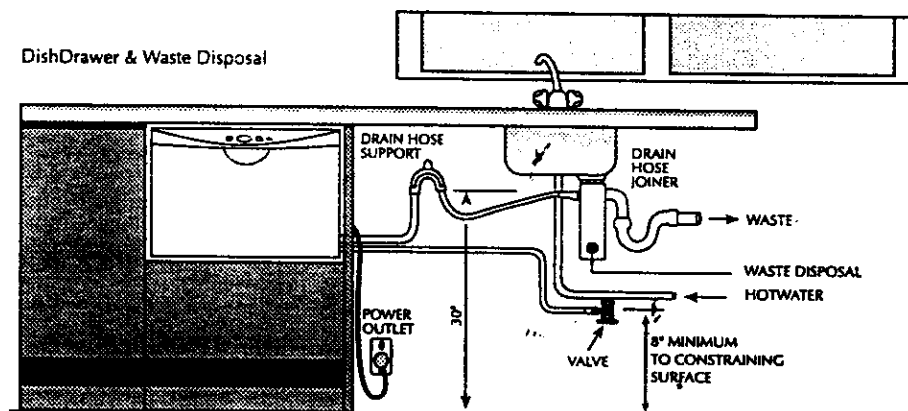 DishDrawer & Waste Disposal
DRAIN HOSE
SUPPORT
DRAIN
HOSE
JOINER
WASTE
WASTE DISPOSAL
HOTWATER
POWER
OUTLET
30"
VALVE
8" MINIMUM
TO CONSTRAINING
SURFACE